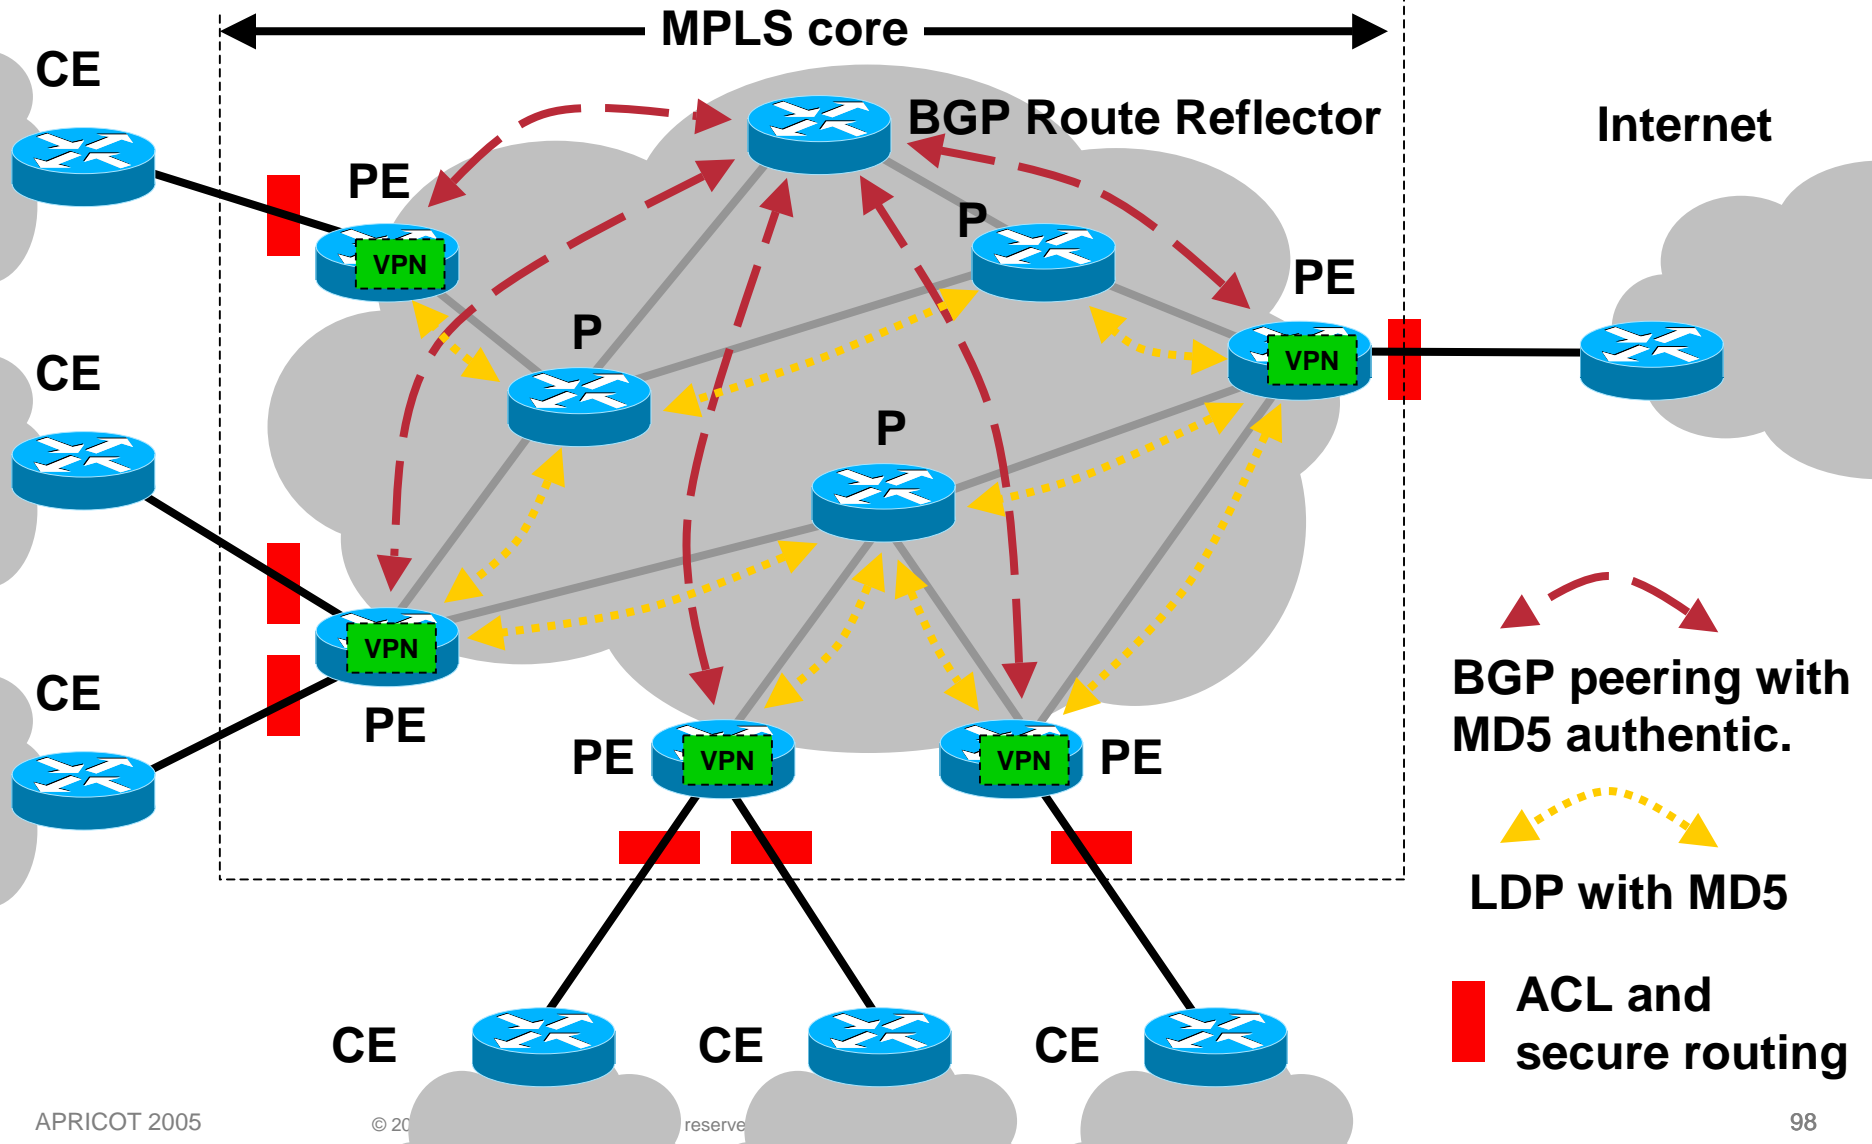 MPLS core
CE
BGP Route Reflector
Internet
PE
P
VPN
PE
P
VPN
CE
P
BGP peering with
MD5 authentic.
VPN
CE
PE
PE
VPN
VPN
PE
LDP with MD5
ACL and
secure routing
CE
CE
CE
APRICOT 2005
© 20
reserve
98